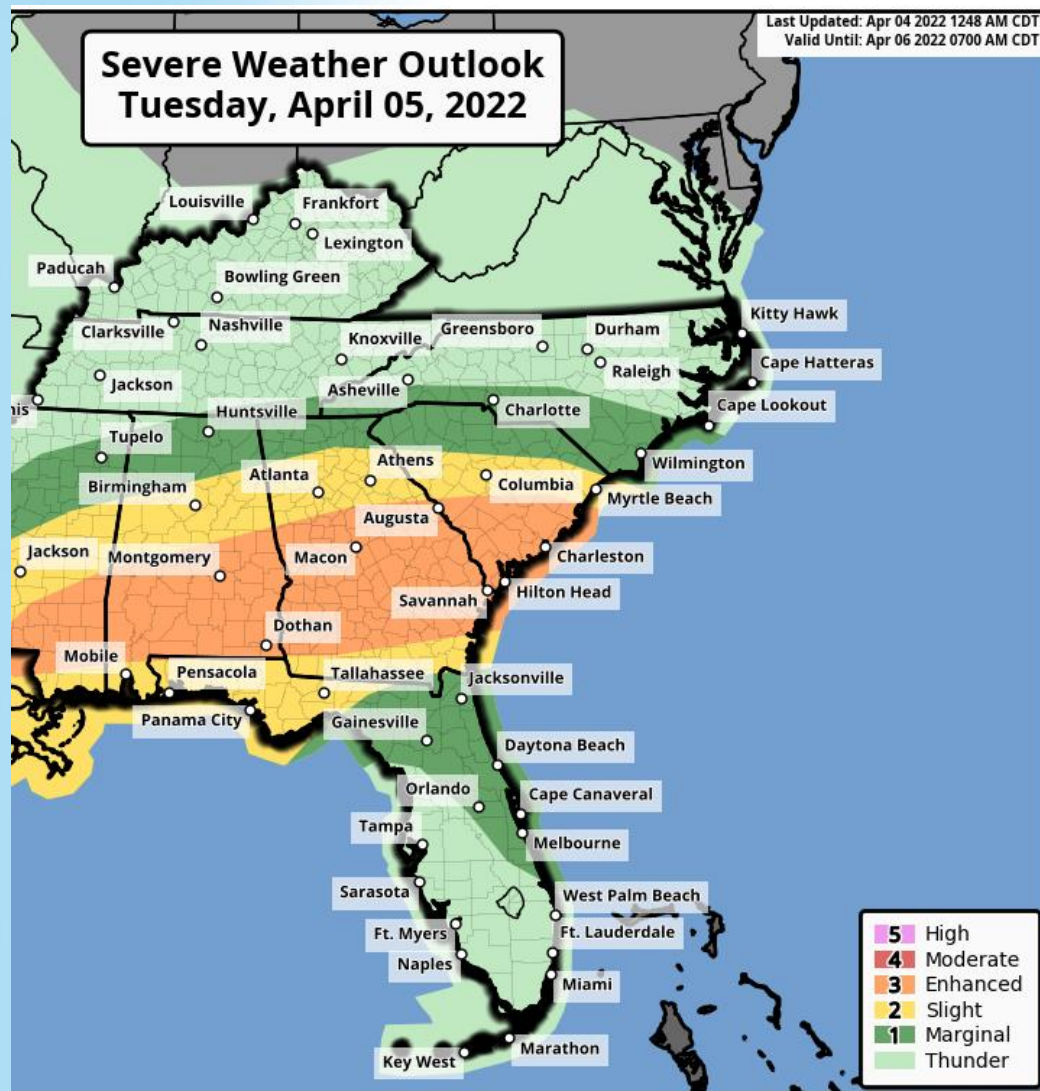 Last Updated: Apr 04 2022 1248 AM CDT
Valid Until: Apr 06 2022 0700 AM CDT
Severe Weather Outlook
Tuesday, April 05, 2022
Louisville
Frankfort
Lexington
Paducah
Bowling Green
Clarksville
Nashville
Knoxville
Greensboro
Durham
Kitty Hawk
Jackson
Asheville
Raleigh
Cape Hatteras
Huntsville
Charlotte
Cape Lookout
Tupelo
Birmingham
Atlanta
Athens
Columbia
Wilmington
Myrtle Beach
Augusta
Jackson
Montgomery
Macon
Charleston
Savannah
Hilton Head
Dothan
Mobile
Pensacola
Tallahassee
Jacksonville
Panama City
Gainesville
Daytona Beach
Orlando
Cape Canaveral
Tampa
Melbourne
Sarasota
West Palm Beach
Ft. Myers
Ft. Lauderdale
Naples
Miami
Key West
Marathon
5 High
4 Moderate
3 Enhanced
2 Slight
1 Marginal
Thunder